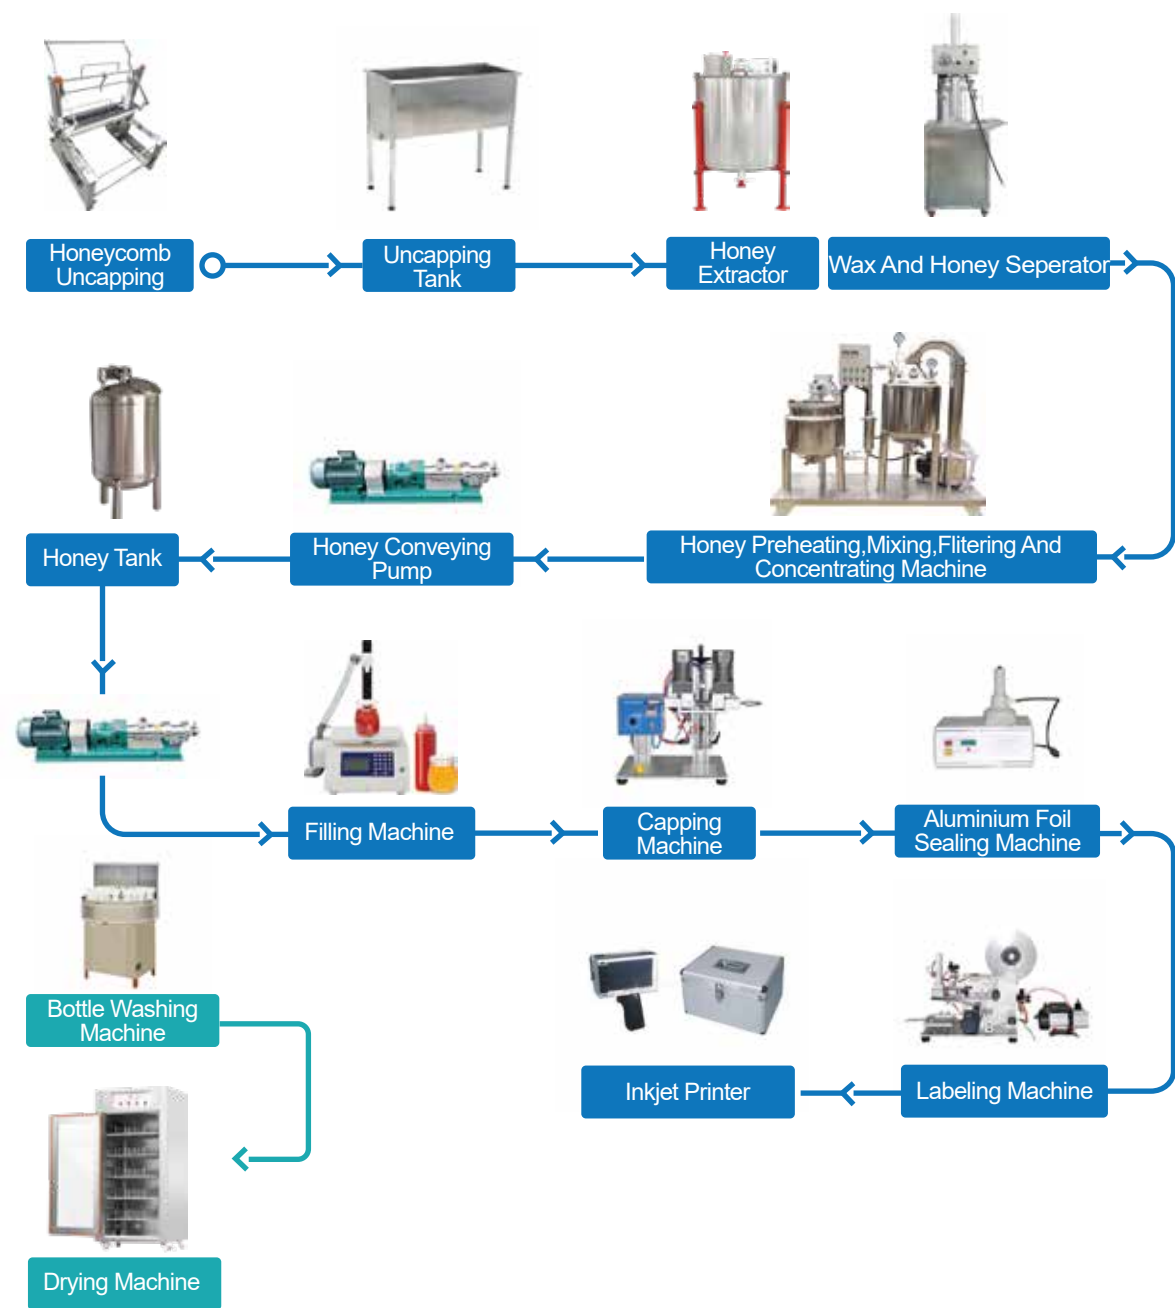 Honeycomb
Uncapping
Uncapping
Tank
Honey
Extractor
Wax And Honey Seperator
Honey Tank
Honey Conveying
Pump
Honey Preheating,Mixing,Flitering And
Concentrating Machine
Filling Machine
Capping
Machine
Aluminium Foil
Sealing Machine
Bottle Washing
Machine
Inkjet Printer
Labeling Machine
Drying Machine